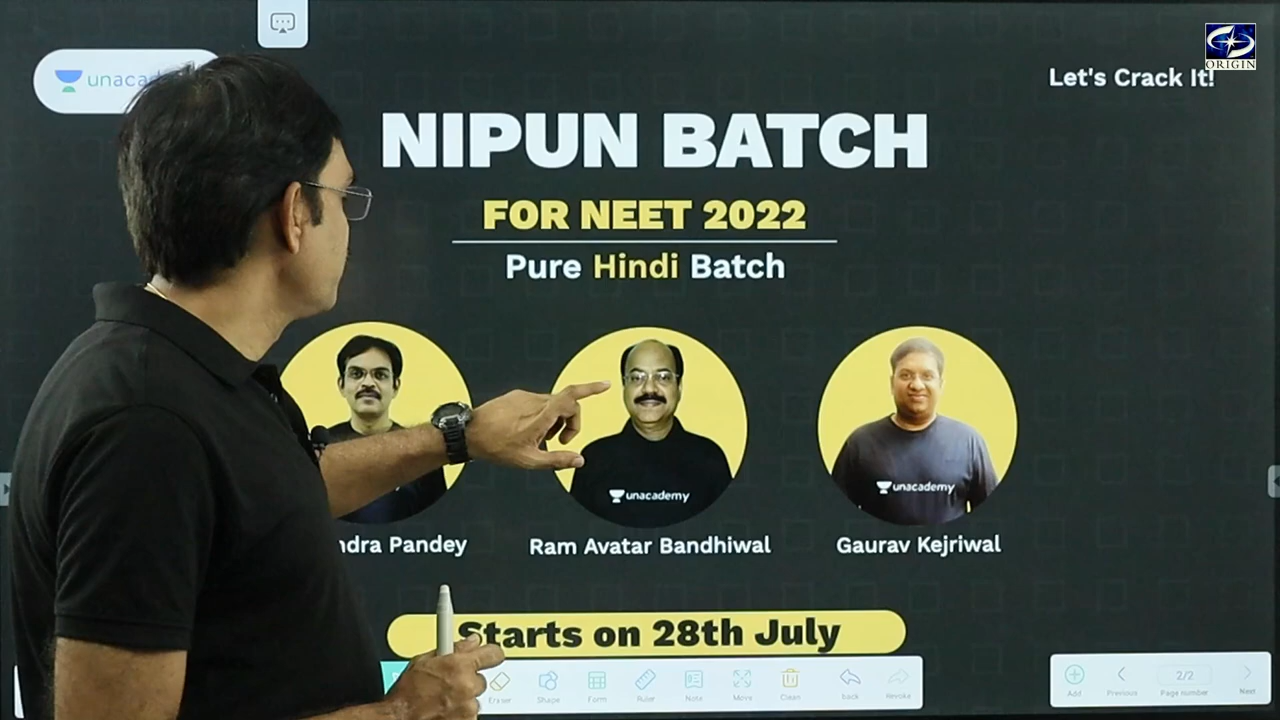 ORIGIN
Let's Crack It!
NIPUN BATCH
FOR NEET 2022
Pure Hindi Batch
unacademy
unacademy
Pandey
Ram Avatar Bandhiwal
Gaurav Kejriwal
Starts on 28th July
Eraser
Shape
Form
Ruler
Note
Move
Clean
back
Revoke
Add
Previous
2/2
Page number
Next